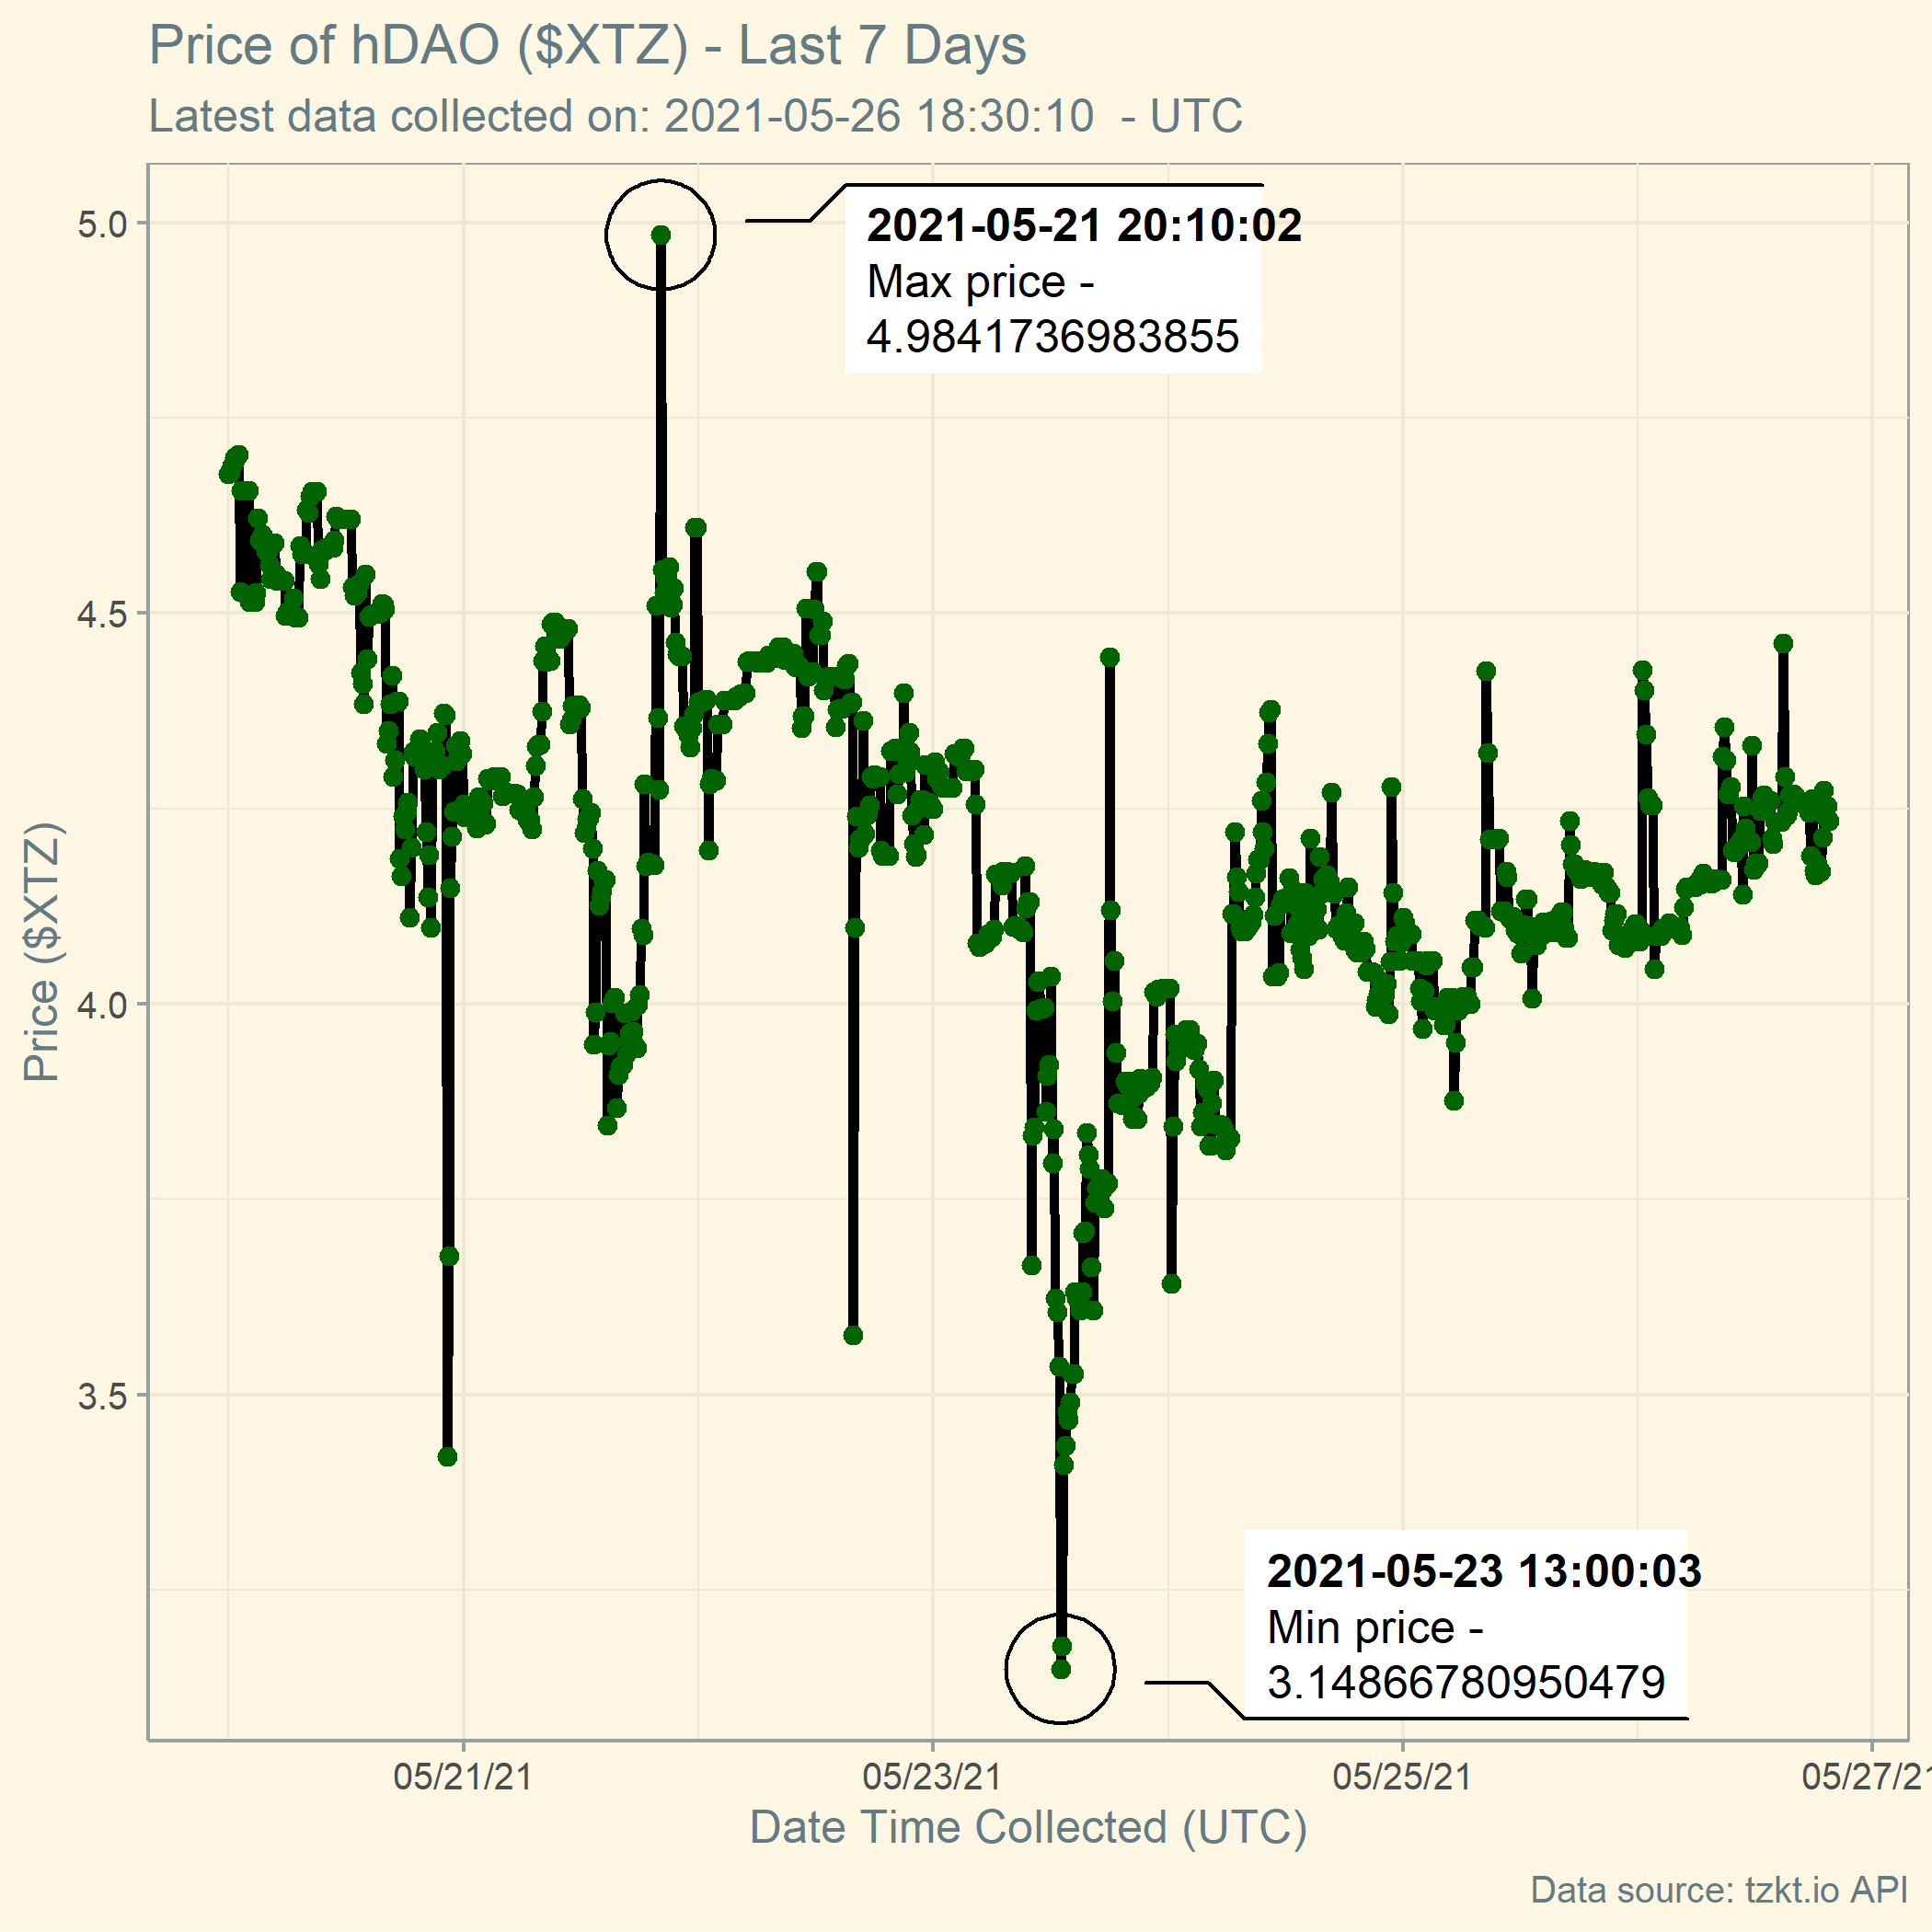 Price of hDAO ($XTZ) - Last 7 Days
Latest data collected on: 2021-05-26 18:30:10  - UTC
2021-05-21 20:10:02
Max price -
4.9841736983855
5.0
4.5
4.0
3.5
Price ($XTZ)
2021-05-23 13:00:03
Min price -
3.14866780950479
05/21/21
05/23/21
05/25/21
05/27/21
Date Time Collected (UTC)
Data source: tzkt.io API